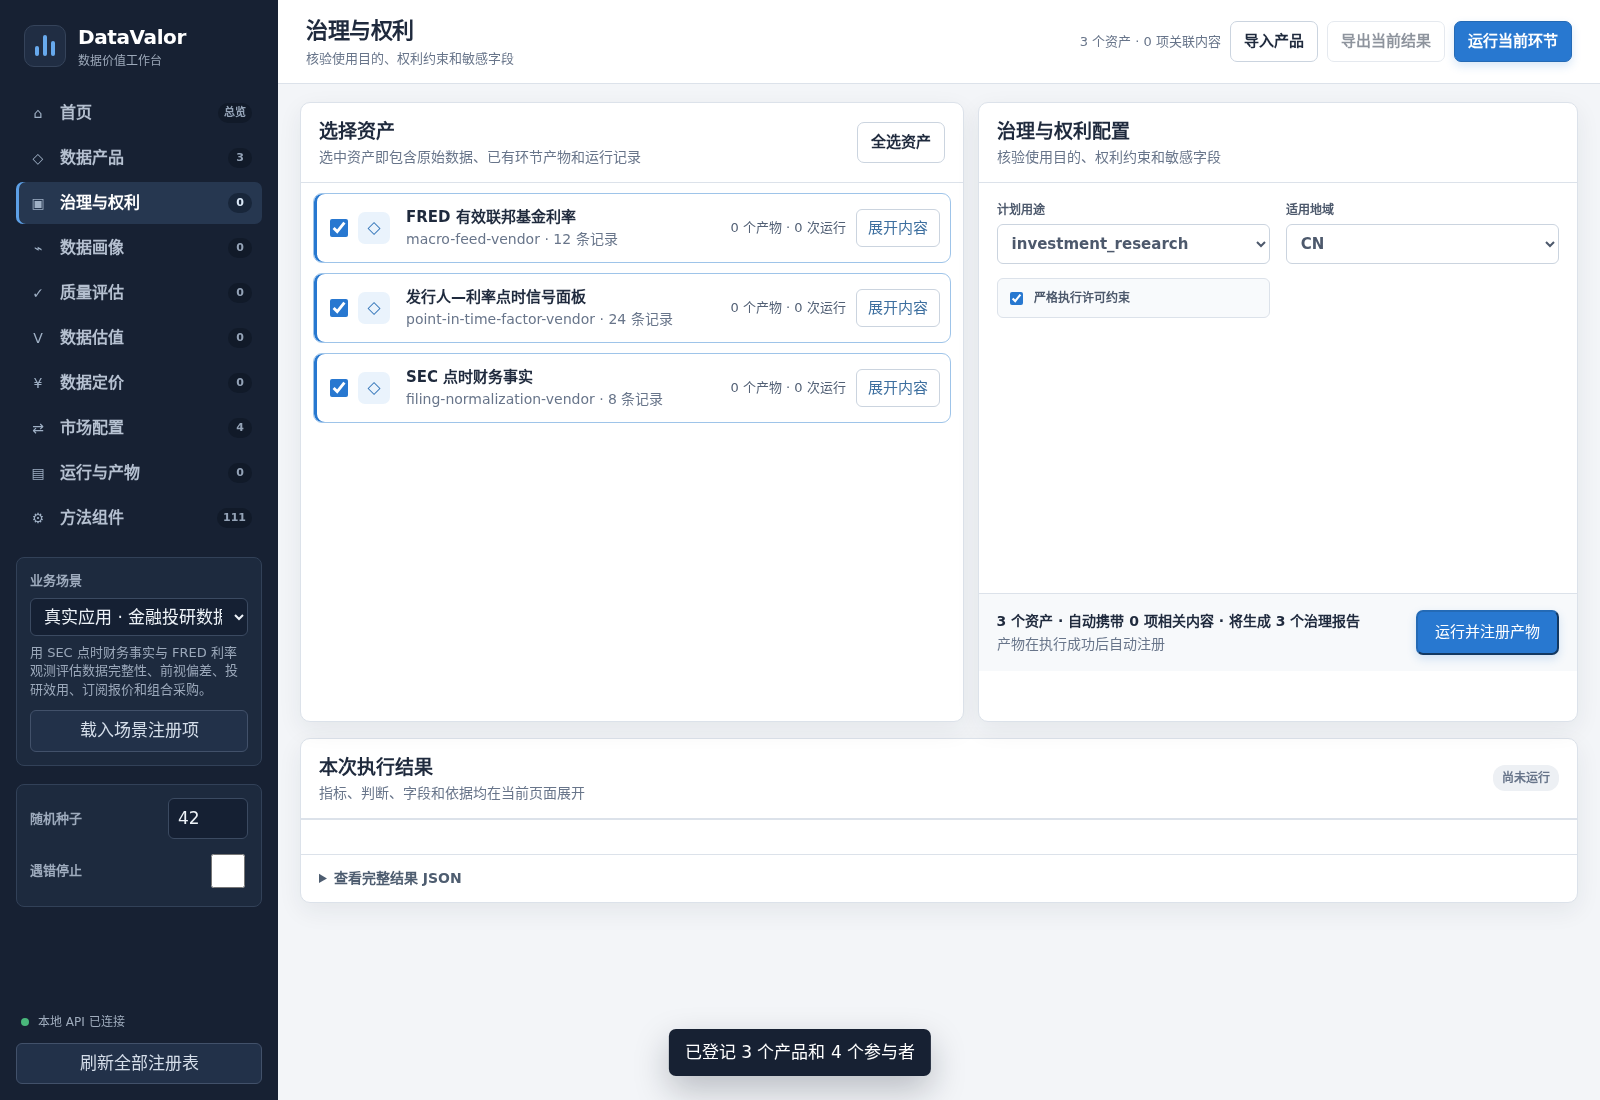 DataValor
数据价值工作台
首页
总览
数据产品
3
治理与权利
0
数据画像
0
质量评估
0
数据估值
0
数据定价
0
市场配置
4
运行与产物
0
方法组件
111
业务场景
真实应用 · 金融投研数据
用 SEC 点时财务事实与 FRED 利率
观测评估数据完整性、前视偏差、投
研效用、订阅报价和组合采购。
载入场景注册项
随机种子
42
遇错停止
本地 API 已连接
刷新全部注册表
治理与权利
核验使用目的、权利约束和敏感字段
3 个资产 · 0 项关联内容
导入产品
导出当前结果
运行当前环节
选择资产
选中资产即包含原始数据、已有环节产物和运行记录
全选资产
FRED 有效联邦基金利率
macro-feed-vendor · 12 条记录
0 个产物 · 0 次运行
展开内容
发行人—利率点时信号面板
point-in-time-factor-vendor · 24 条记录
0 个产物 · 0 次运行
展开内容
SEC 点时财务事实
filing-normalization-vendor · 8 条记录
0 个产物 · 0 次运行
展开内容
治理与权利配置
核验使用目的、权利约束和敏感字段
计划用途
适用地域
investment_research
CN
严格执行许可约束
3 个资产 · 自动携带 0 项相关内容 · 将生成 3 个治理报告
产物在执行成功后自动注册
运行并注册产物
本次执行结果
指标、判断、字段和依据均在当前页面展开
尚未运行
查看完整结果 JSON
已登记 3 个产品和 4 个参与者